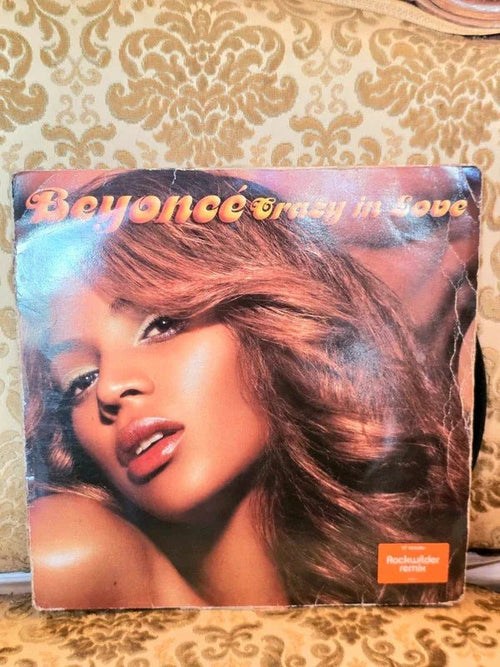 Beyoncé Crazy in Love
Rockwilder
remix